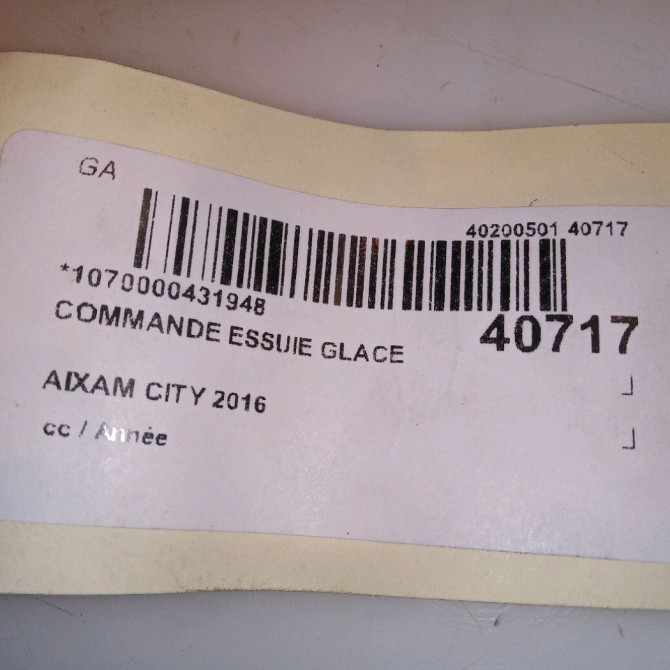 GA
40200501 40717
*1070000431948
40717
COMMANDE ESSUIE GLACE
AIXAM CITY 2016
cc / Année